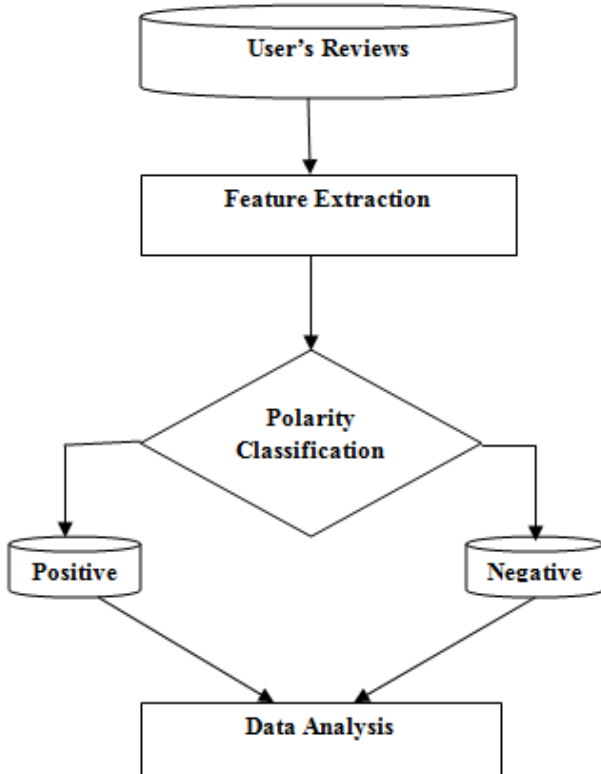 User’s Reviews
Feature Extraction
Polarity
Classification
Positive
Negative
Data Analysis